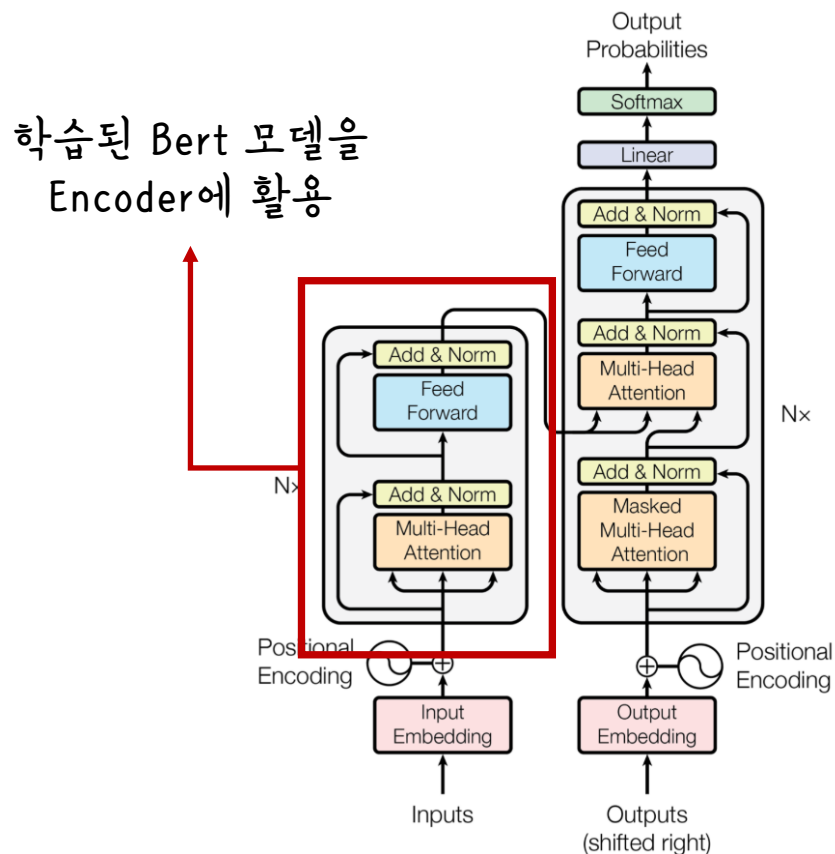 Output
Probabilities
Softmax
Linear
Add & Norm
Feed
Forward
Add & Norm
Multi-Head
Attention
Add & Norm
Masked
Multi-Head
Attention
N×
Positional
Encoding
Output
Embedding
Outputs
(shifted right)
학습된 Bert 모델을
Encoder에 활용
Add & Norm
Feed
Forward
Add & Norm
Multi-Head
Attention
N×
Positional
Encoding
Input
Embedding
Inputs